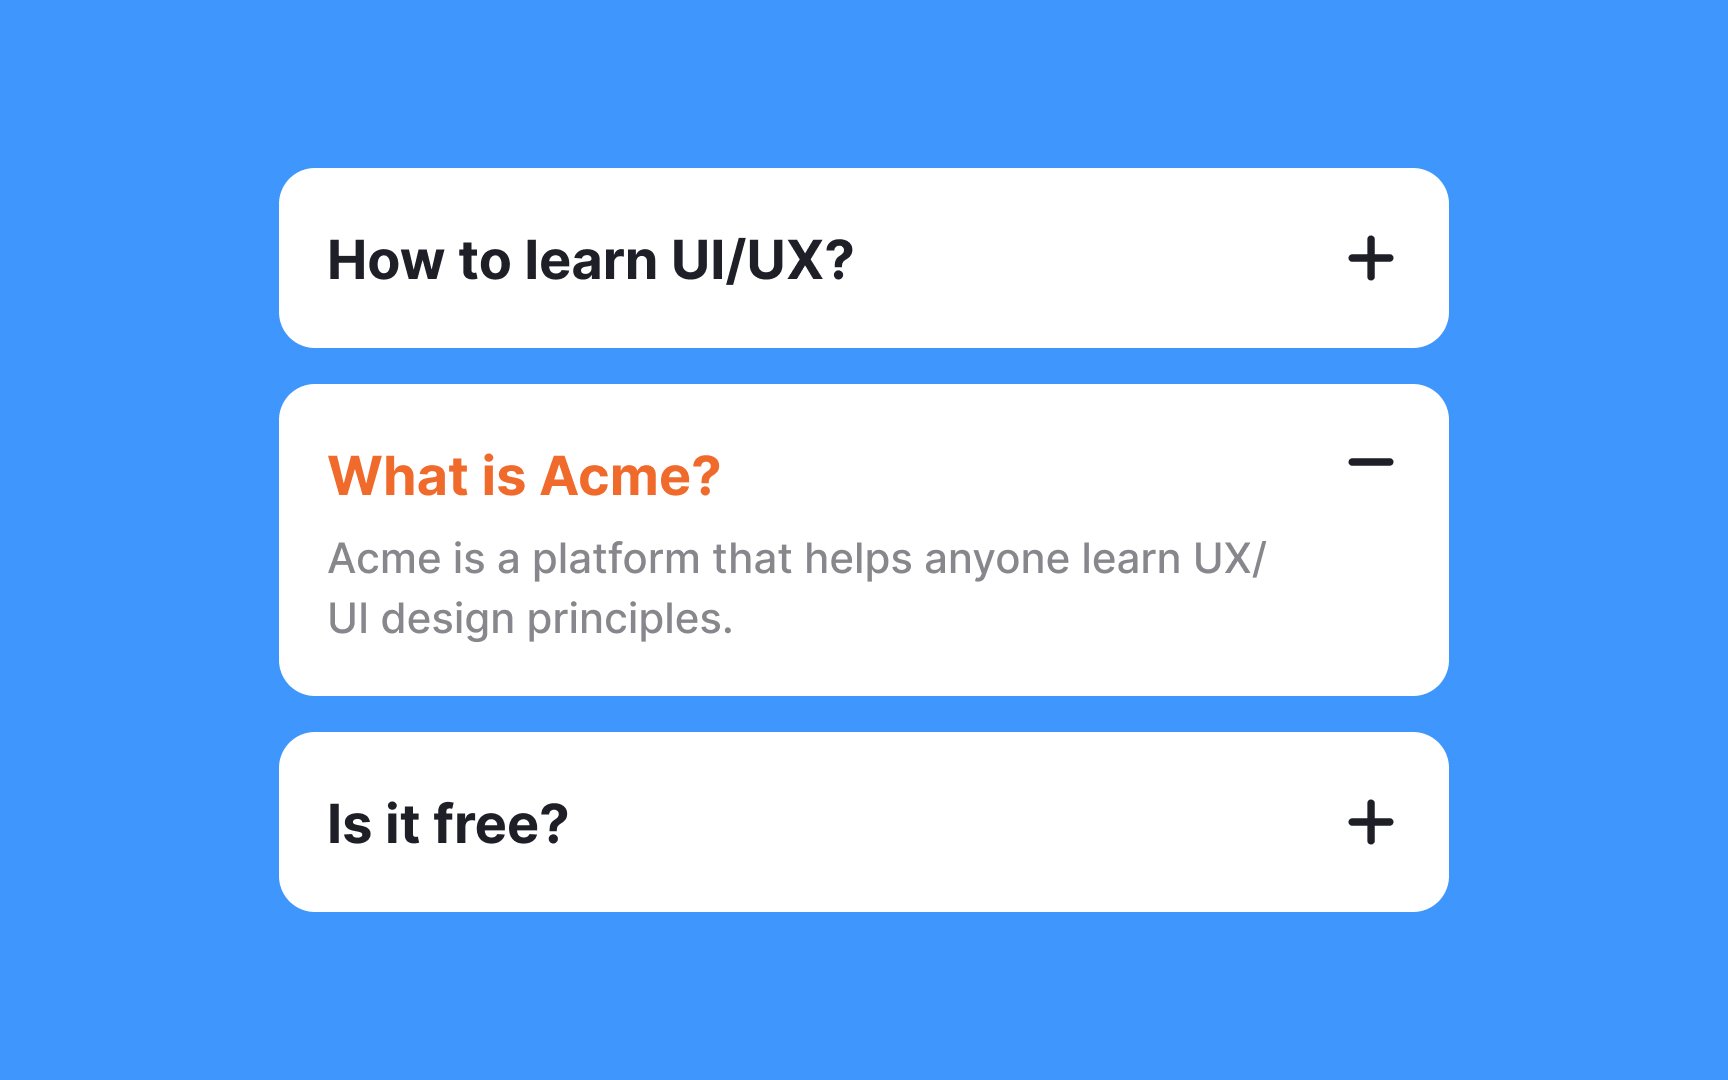 How to learn UI/UX?
What is Acme?
Acme is a platform that helps anyone learn UX/
UI design principles.
Is it free?